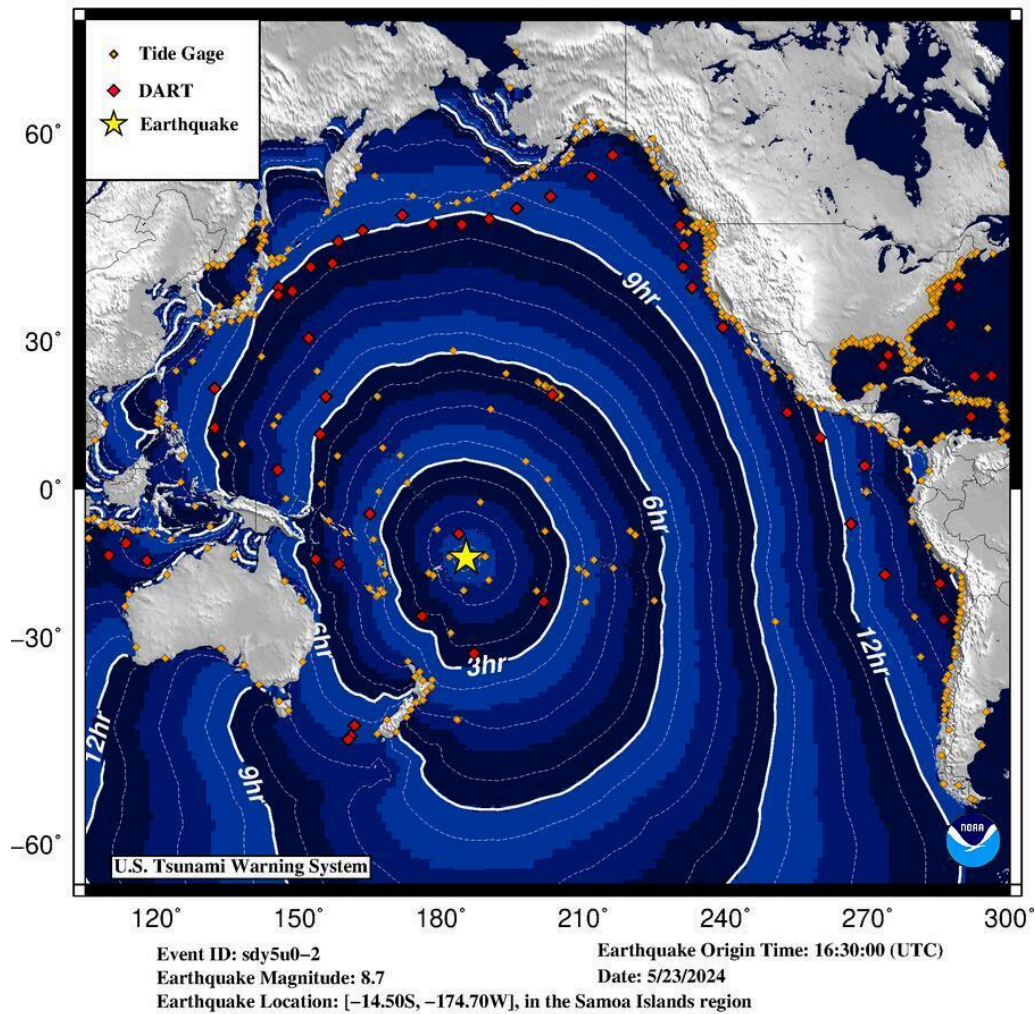 Tide Gage
DART
Earthquake
60°
30°
0°
−30°
−60°
9hr
6hr
3hr
6hr
12hr
12hr
9hr
NOAA
U.S. Tsunami Warning System
120° 150° 180° 210° 240° 270° 300°
Event ID: sdy5u0−2
Earthquake Origin Time: 16:30:00 (UTC)
Earthquake Magnitude: 8.7
Date: 5/23/2024
Earthquake Location: [−14.50S, −174.70W], in the Samoa Islands region